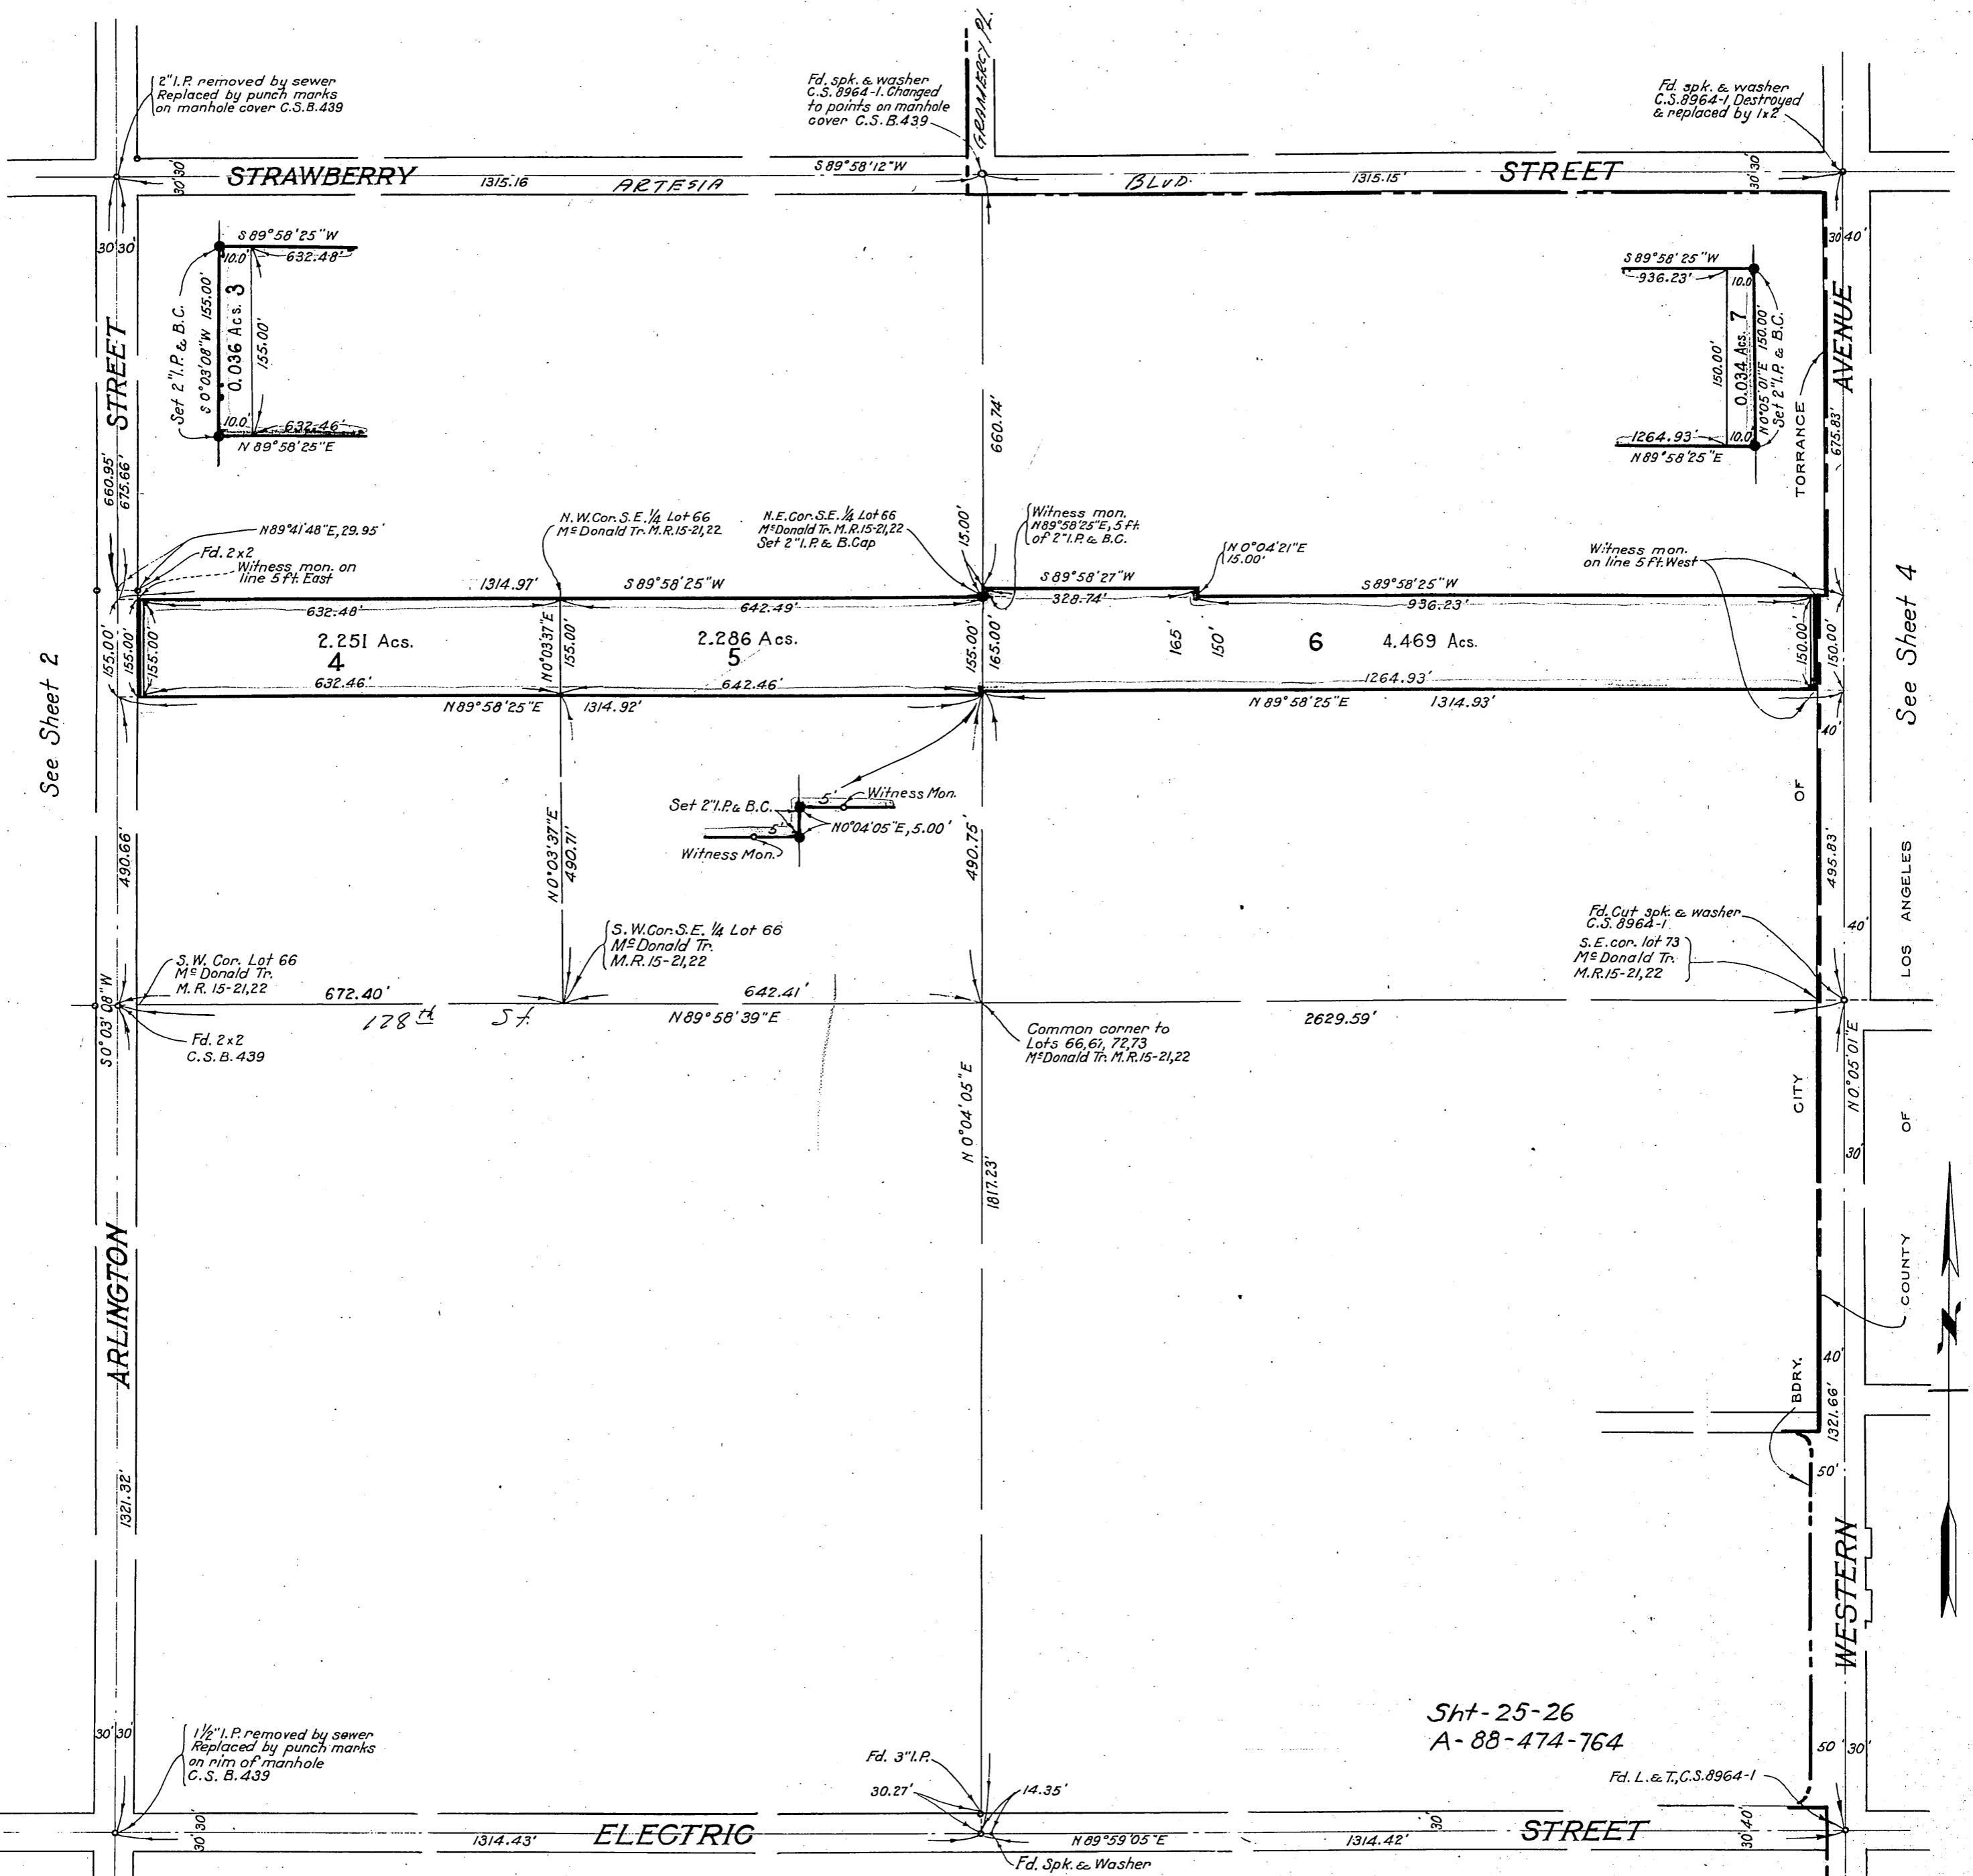 2" I.P. removed by sewer
Replaced by punch marks
on manhole cover C.S.B.439
Fd. spk. & washer
C.S. 8964-1. Changed
to points on manhole
cover C.S.B.439
GRAMERCY PL.
Fd. spk. & washer
C.S.8964-1 Destroyed
& replaced by 1x2
30' 30'
STRAWBERRY
1315.16
ARTESIA
S 89°58'12"W
BLVD.
1315.15'
STREET
30' 30'
30' 30'
30' 40'
S 89°58'25"W
10.0'
632.48'
Set 2" I.P. & B.C.
S 0°03'08"W 155.00'
0.036 Acs. 3
155.00'
10.0'
632.46'
N 89°58'25"E
S 89°58'25"W
936.23'
10.0
150.00'
0.034 Acs. 7
N0°05'01"E 150.00'
Set 2" I.P. & B.C.
1264.93'
10.0'
N 89°58'25"E
STREET
AVENUE
TORRANCE
660.95'
675.66'
660.74'
675.83'
N89°41'48"E, 29.95'
Fd. 2x2
Witness mon. on
line 5 ft. East
N.W. Cor. S.E. 1/4 Lot 66
McDonald Tr. M.R. 15-21,22
N.E. Cor. S.E. 1/4 Lot 66
McDonald Tr. M.R. 15-21,22
Set 2" I.P. & B. Cap
15.00'
Witness mon.
N89°58'25"E, 5 ft.
of 2" I.P. & B.C.
N 0°04'21"E
15.00'
Witness mon.
on line 5 ft. West
1314.97'
S 89°58'25"W
S 89°58'27"W
S 89°58'25"W
632.48'
642.49'
328.74'
936.23'
155.00'
155.00'
155.00'
2.251 Acs.
4
N0°03'37"E
155.00'
2.286 Acs.
5
155.00'
165.00'
165'
150'
6
4.469 Acs.
150.00'
150.00'
632.46'
642.46'
1264.93'
N 89°58'25"E
1314.92'
N 89°58'25"E
1314.93'
See Sheet 2
See Sheet 4
40'
Set 2" I.P. & B.C.
5'
Witness Mon.
5'
N0°04'05"E, 5.00'
Witness Mon.
490.66'
N 0°03'37"E
490.71'
490.75'
OF
495.83'
LOS ANGELES
Fd. Cut spk. & washer
C.S. 8964-1
S.E. cor. lot 73
McDonald Tr.
M.R. 15-21,22
40'
S.W. Cor. Lot 66
McDonald Tr.
M.R. 15-21,22
S.W. Cor. S.E. 1/4 Lot 66
McDonald Tr.
M.R. 15-21,22
S 0°03'08"W
672.40'
642.41'
128th St.
N 89°58'39"E
2629.59'
Fd. 2x2
C.S.B. 439
Common corner to
Lots 66, 67, 72, 73
McDonald Tr. M.R. 15-21,22
N 0°04'05"E
1817.23'
CITY
N 0°05'01"E
OF
30'
ARLINGTON
COUNTY
N
BDRY.
40'
1321.66'
50'
1321.32'
WESTERN
Sht-25-26
A-88-474-764
30' 30'
1 1/2" I.P. removed by sewer
Replaced by punch marks
on rim of manhole
C.S. B. 439
Fd. 3" I.P.
30.27'
14.35'
50' 30'
Fd. L. & T., C.S. 8964-1
30' 30'
1314.43'
ELECTRIC
N 89°59'05"E
1314.42'
30'
STREET
30' 40'
Fd. Spk. & Washer